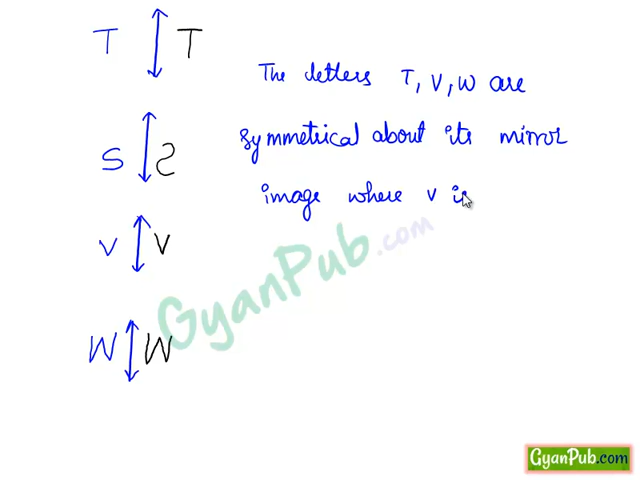 T T
The letters T, V, W are
symmetrical about its mirror
S
image where v is
V V
W W
GyanPub.com
GyanPub.com